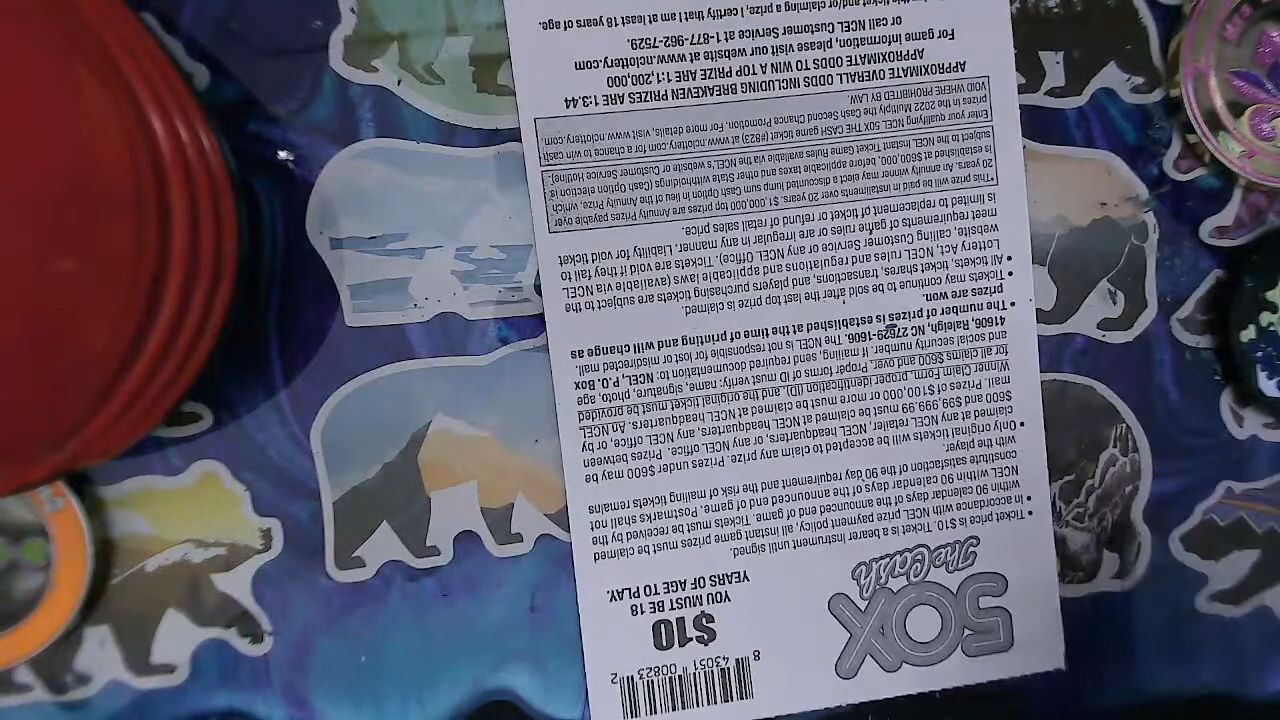 50X
The Cash
$10
YOU MUST BE 18
YEARS OF AGE TO PLAY.
8 43051 00823 2
• Ticket price is $10. Ticket is a bearer instrument until signed.
• In accordance with NCEL prize payment policy, all instant game prizes must be claimed
within 90 calendar days of the announced end of game. Tickets must be received by the
NCEL within 90 calendar days of the announced end of game. Postmarks shall not
constitute satisfaction of the 90 day requirement and the risk of mailing tickets remains
with the player.
• Only original tickets will be accepted to claim any prize. Prizes under $600 may be
claimed at any NCEL retailer, NCEL headquarters, or any NCEL office. Prizes between
$600 and $99,999.99 must be claimed at NCEL headquarters, any NCEL office, or by
mail. Prizes of $100,000 or more must be claimed at NCEL headquarters. An NCEL
Winner Claim Form, proper identification (ID), and the original ticket must be provided
for all claims $600 and over. Proper forms of ID must verify: name, signature, photo, age
and social security number. If mailing, send required documentation to: NCEL, P.O. Box
41606, Raleigh, NC 27629-1606. The NCEL is not responsible for lost or misdirected mail.
• The number of prizes is established at the time of printing and will change as
prizes are won.
• Tickets may continue to be sold after the last top prize is claimed.
• All tickets, ticket shares, transactions, and players purchasing tickets are subject to the
Lottery Act, NCEL rules and regulations and applicable laws (available via NCEL
website, calling Customer Service or any NCEL Office). Tickets are void if they fail to
meet requirements of game rules or are irregular in any manner. Liability for void ticket
is limited to replacement of ticket or refund of retail sales price.
*This prize will be paid in installments over 20 years. $1,000,000 top prizes are Annuity Prizes payable over
20 years. An annuity winner may elect a discounted lump sum Cash Option in lieu of the Annuity Prize, which
is established at $600,000, before applicable taxes and other State withholdings (Cash Option election is
subject to the NCEL Instant Ticket Game Rules available via the NCEL's website or Customer Service Hotline).
Enter your qualifying NCEL 50X THE CASH game ticket (#823) at www.nclottery.com for a chance to win cash
prizes in the 2022 Multiply the Cash Second Chance Promotion. For more details, visit www.nclottery.com.
VOID WHERE PROHIBITED BY LAW.
APPROXIMATE OVERALL ODDS INCLUDING BREAKEVEN PRIZES ARE 1:3.44
APPROXIMATE ODDS TO WIN A TOP PRIZE ARE 1:1,200,000
For game information, please visit our website at www.nclottery.com
or call NCEL Customer Service at 1-877-962-7529.
this ticket and/or claiming a prize, I certify that I am at least 18 years of age.